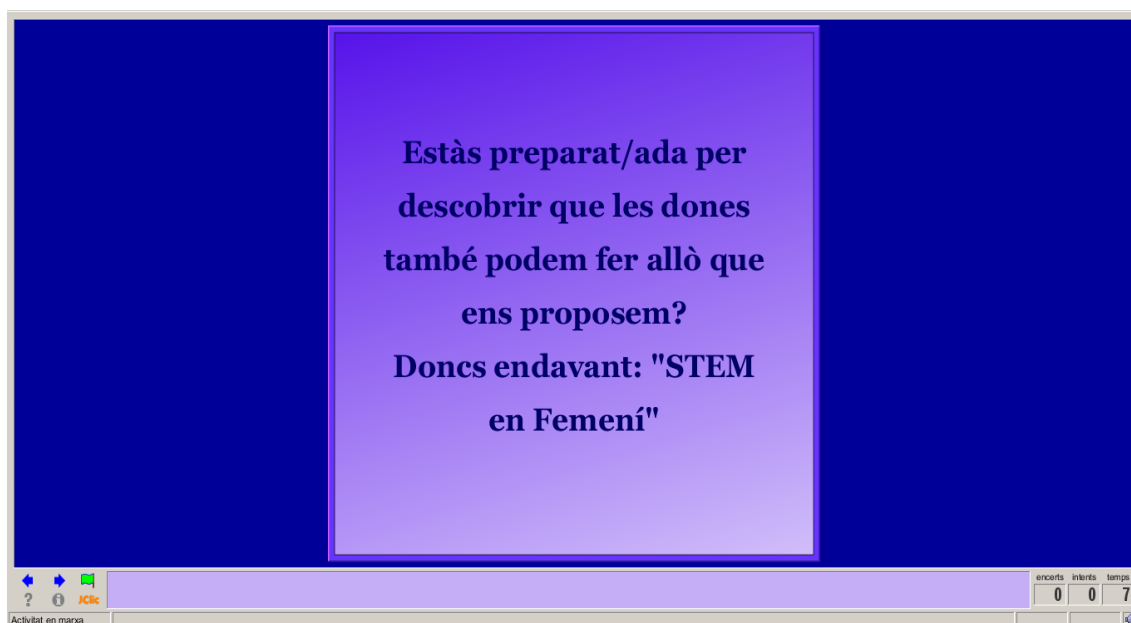 Estàs preparat/ada per
descobrir que les dones
també podem fer allò que
ens proposem?
Doncs endavant: "STEM
en Femení"
encerts intents temps
0 0 7
JClic
Activitat en marxa